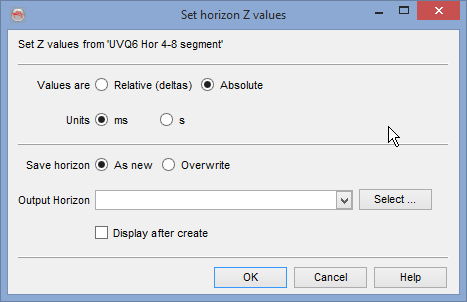 Set horizon Z values
Set Z values from 'UVQ6 Hor 4-8 segment'
Values are Relative (deltas) Absolute
Units ms s
Save horizon As new Overwrite
Output Horizon Select ...
Display after create
OK Cancel Help